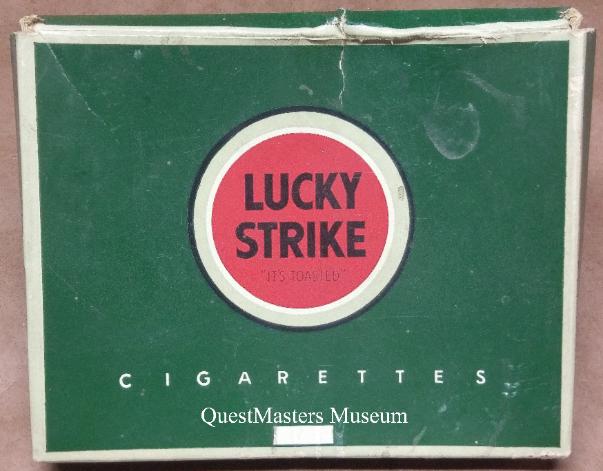 LUCKY
STRIKE
"IT'S TOASTED"
CIGARETTES
QuestMasters Museum